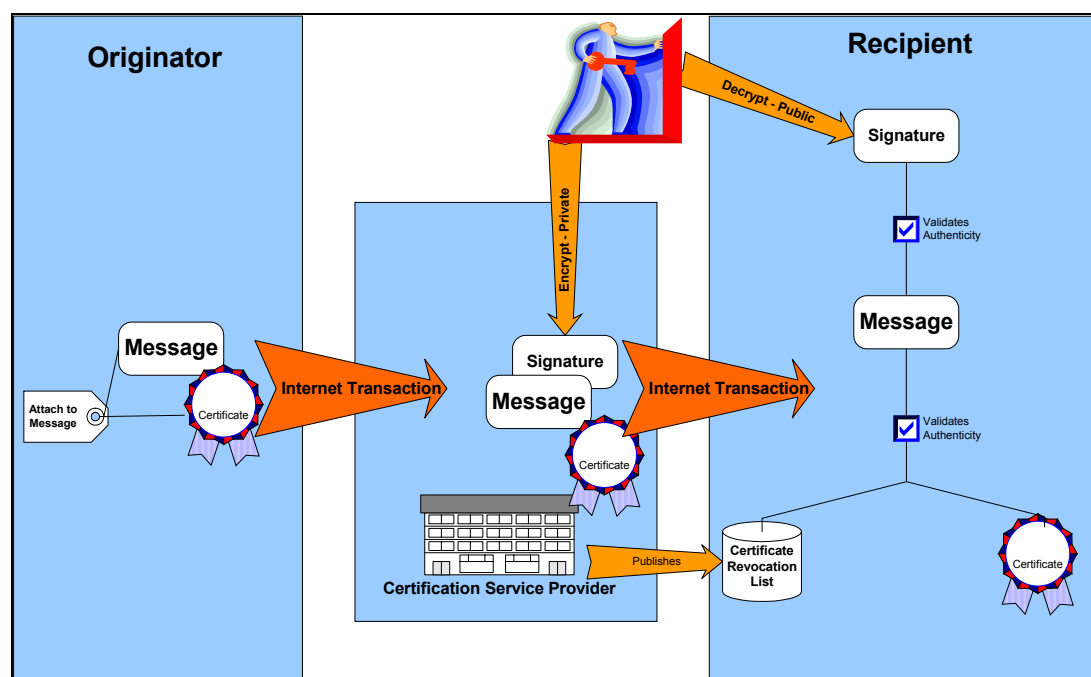 Originator
Message
Attach to
Message
Certificate
Internet Transaction
Encrypt - Private
Signature
Message
Certificate
Certification Service Provider
Internet Transaction
Publishes
Decrypt - Public
Recipient
Signature
Validates
Authenticity
Message
Validates
Authenticity
Certificate
Revocation
List
Certificate